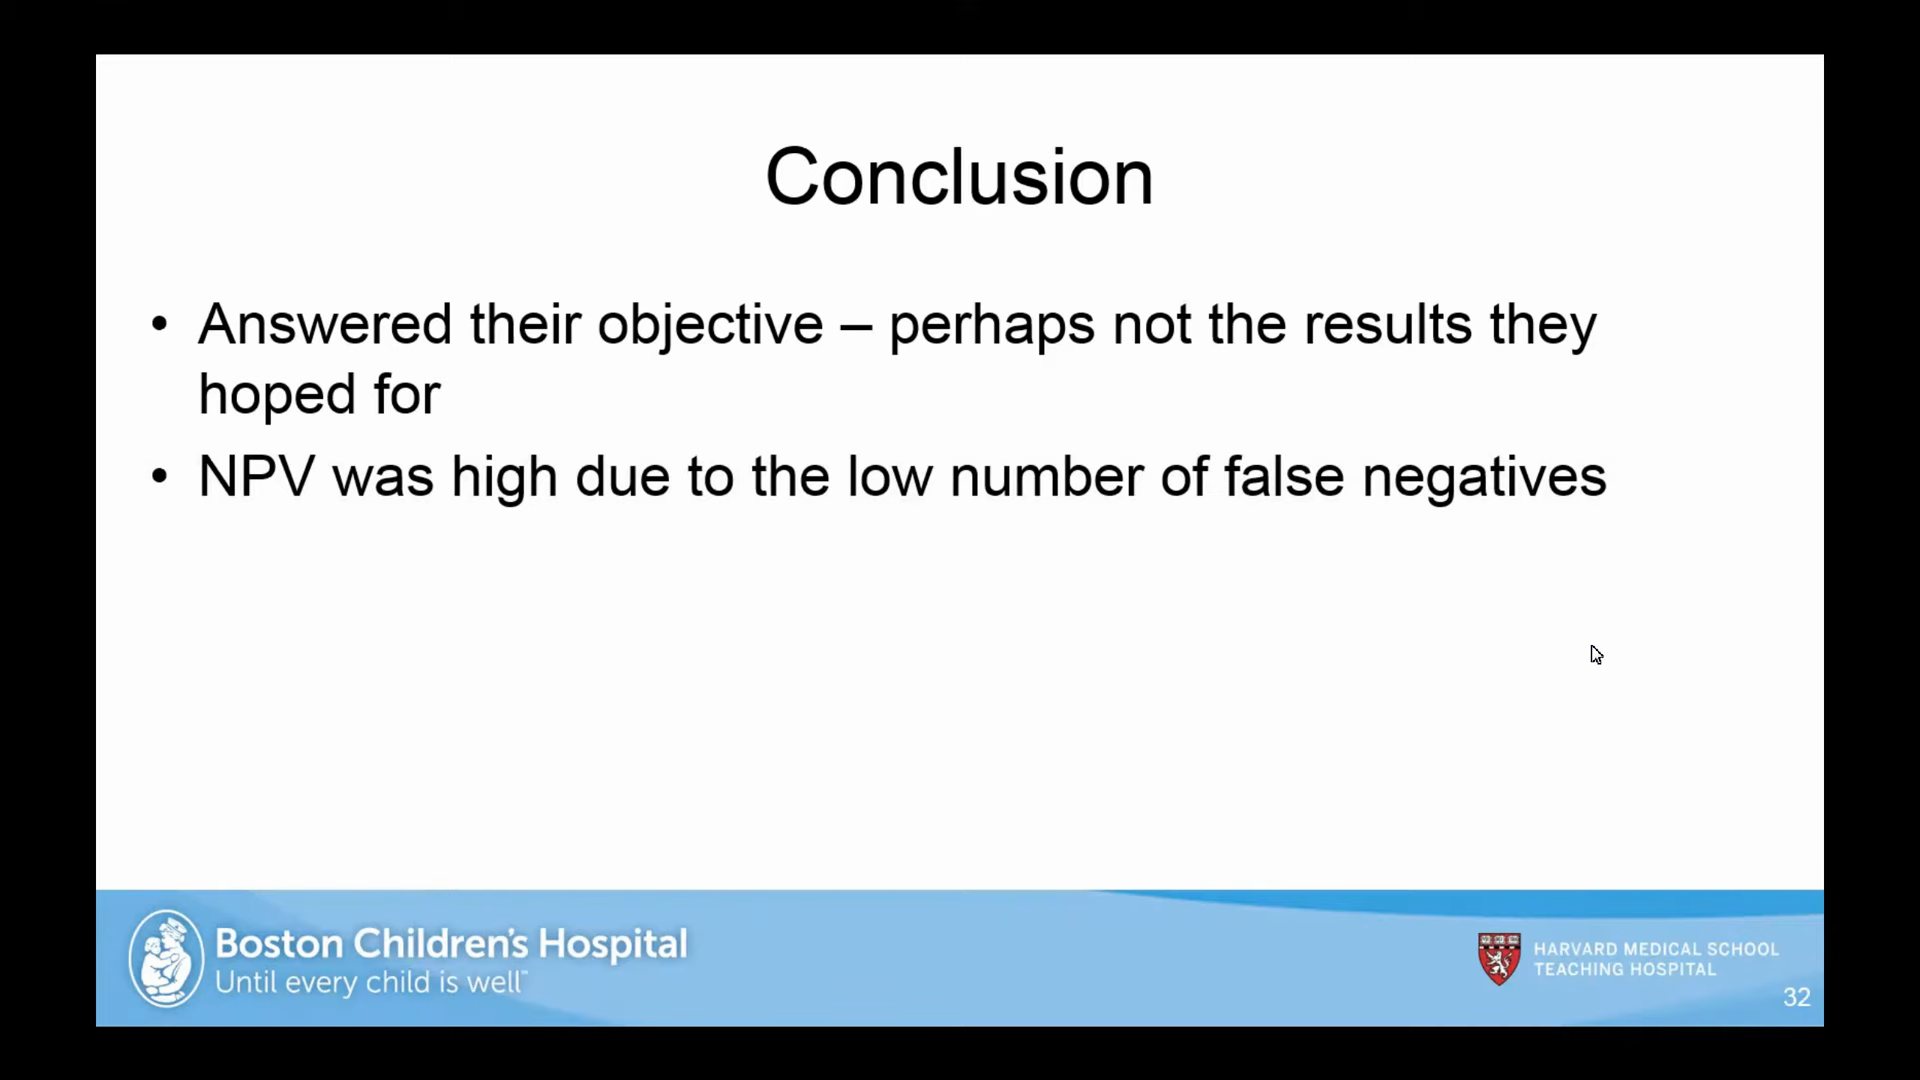 Conclusion
• Answered their objective – perhaps not the results they
hoped for
• NPV was high due to the low number of false negatives
Boston Children's Hospital
Until every child is well™
HARVARD MEDICAL SCHOOL
TEACHING HOSPITAL
32